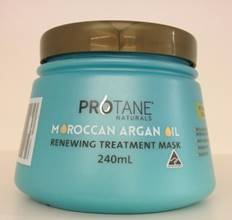 PROTANE®
NATURALS
MOROCCAN ARGAN OIL
RENEWING TREATMENT MASK
240mL